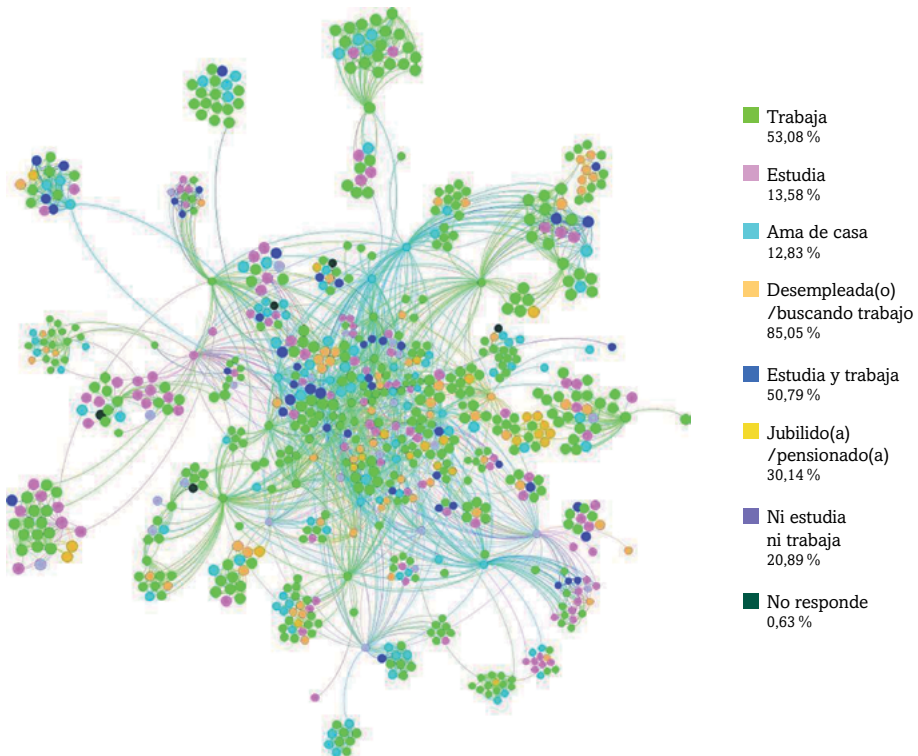 Trabaja
53,08 %
Estudia
13,58 %
Ama de casa
12,83 %
Desempleada(o)
/buscando trabajo
85,05 %
Estudia y trabaja
50,79 %
Jubilido(a)
/pensionado(a)
30,14 %
Ni estudia
ni trabaja
20,89 %
No responde
0,63 %